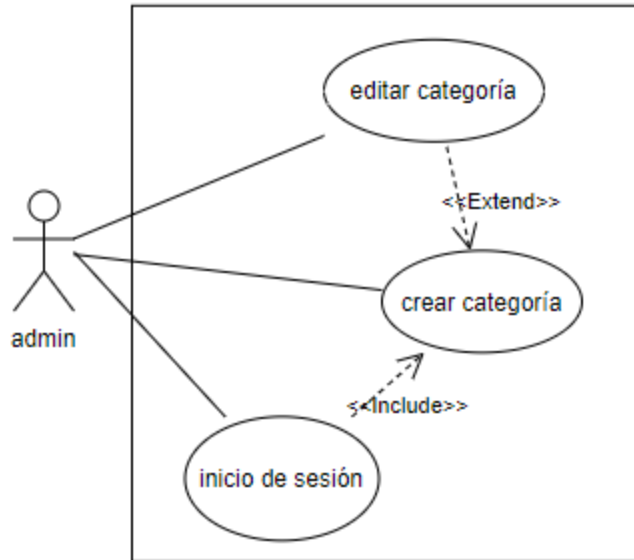 editar categoría
<<Extend>>
crear categoría
admin
<<Include>>
inicio de sesión